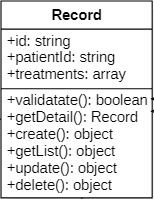 Record
+id: string
+patientId: string
+treatments: array
+validatate(): boolean
+getDetail(): Record
+create(): object
+getList(): object
+update(): object
+delete(): object